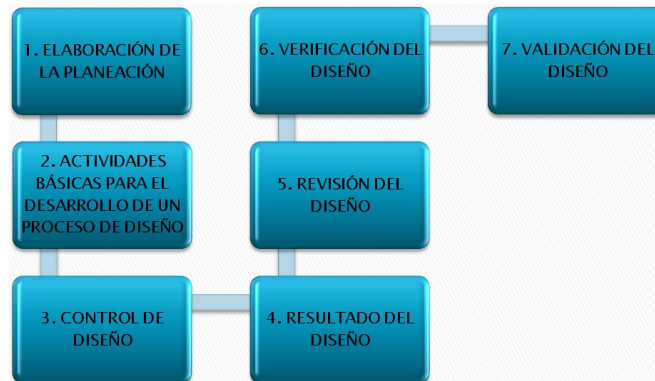 1. ELABORACIÓN DE
LA PLANEACIÓN
2. ACTIVIDADES
BÁSICAS PARA EL
DESARROLLO DE UN
PROCESO DE DISEÑO
3. CONTROL DE
DISEÑO
4. RESULTADO DEL
DISEÑO
5. REVISIÓN DEL
DISEÑO
6. VERIFICACIÓN DEL
DISEÑO
7. VALIDACIÓN DEL
DISEÑO